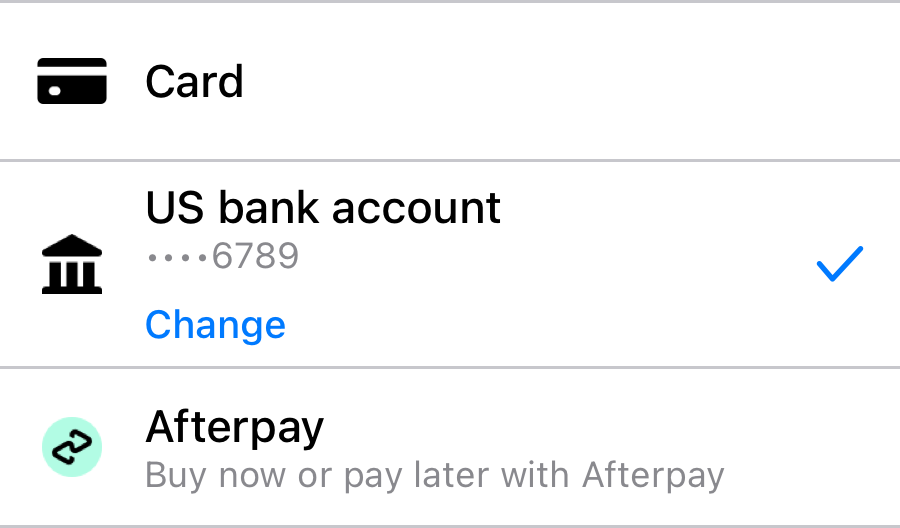 Card
US bank account
••••6789
Change
Afterpay
Buy now or pay later with Afterpay